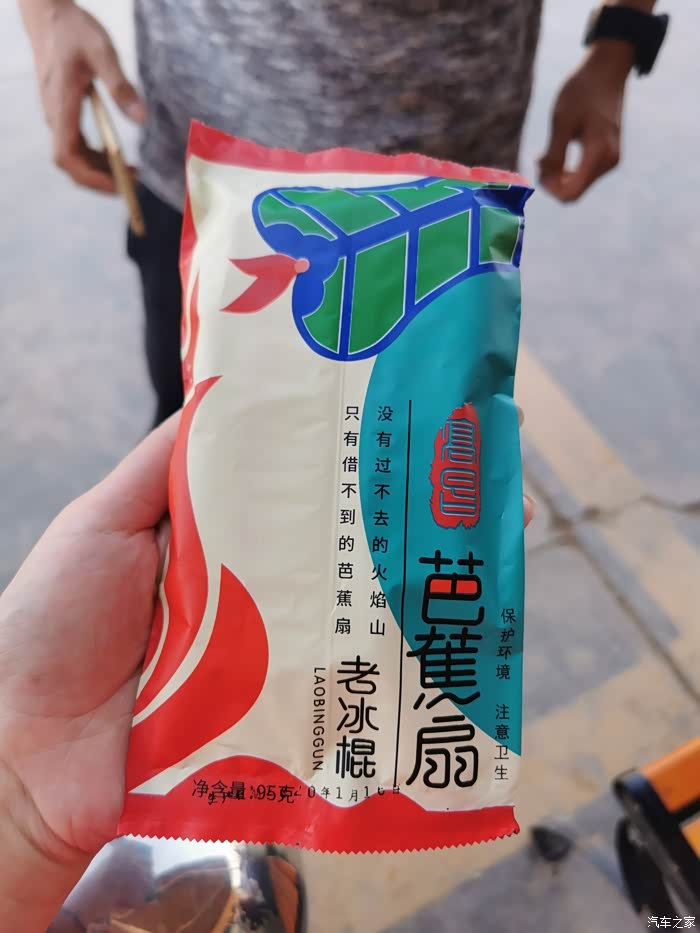 没有过不去的火焰山
只有借不到的芭蕉扇
芭蕉扇
老冰棍
LAOBINGGUN
保护环境 注意卫生
净含量:95克
汽车之家